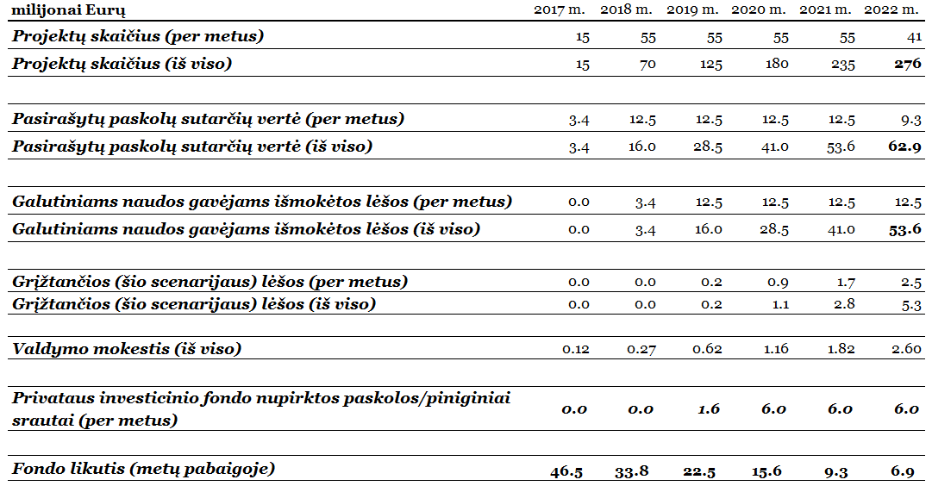 milijonai Eurų 2017 m. 2018 m. 2019 m. 2020 m. 2021 m. 2022 m.
Projektų skaičius (per metus) 15 55 55 55 55 41
Projektų skaičius (iš viso) 15 70 125 180 235 276
Pasirašytų paskolų sutarčių vertė (per metus) 3.4 12.5 12.5 12.5 12.5 9.3
Pasirašytų paskolų sutarčių vertė (iš viso) 3.4 16.0 28.5 41.0 53.6 62.9
Galutiniams naudos gavėjams išmokėtos lėšos (per metus) 0.0 3.4 12.5 12.5 12.5 12.5
Galutiniams naudos gavėjams išmokėtos lėšos (iš viso) 0.0 3.4 16.0 28.5 41.0 53.6
Grįžtančios (šio scenarijaus) lėšos (per metus) 0.0 0.0 0.2 0.9 1.7 2.5
Grįžtančios (šio scenarijaus) lėšos (iš viso) 0.0 0.0 0.2 1.1 2.8 5.3
Valdymo mokestis (iš viso) 0.12 0.27 0.62 1.16 1.82 2.60
Privataus investicinio fondo nupirktos paskolos/piniginiai
srautai (per metus) 0.0 0.0 1.6 6.0 6.0 6.0
Fondo likutis (metų pabaigoje) 46.5 33.8 22.5 15.6 9.3 6.9